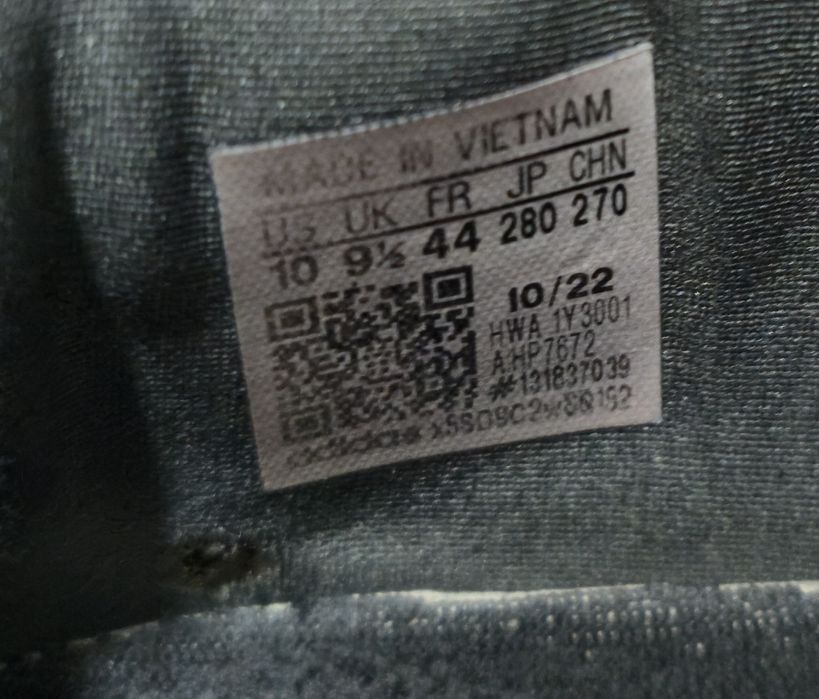 MADE IN VIETNAM
U.S. UK FR JP CHN
10 9½ 44 280 270
10/22
HWA 1Y3001
A:HP7672
#131837039